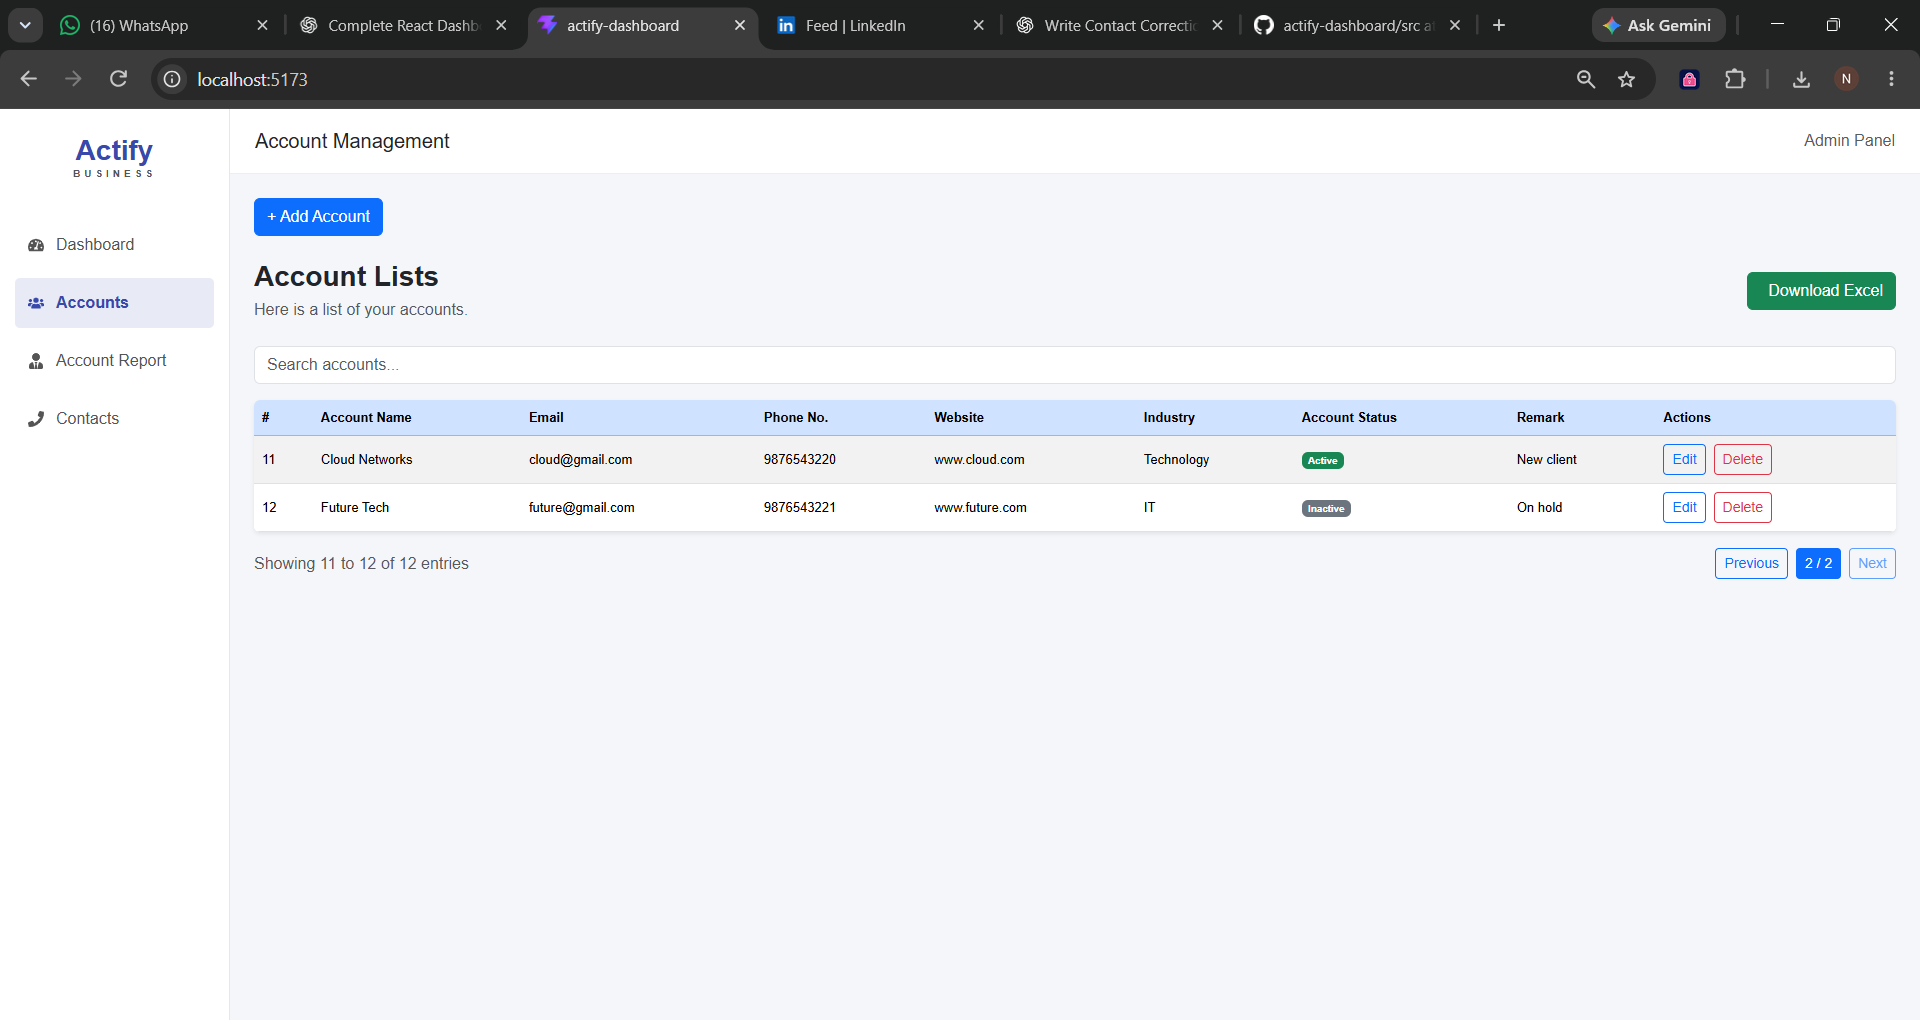 (16) WhatsApp
Complete React Dashb
actify-dashboard
Feed | LinkedIn
Write Contact Correctic
actify-dashboard/src a
Ask Gemini
localhost:5173
N
Actify
BUSINESS
Dashboard
Accounts
Account Report
Contacts
Account Management
Admin Panel
+ Add Account
Account Lists
Here is a list of your accounts.
Download Excel
Search accounts...
# Account Name Email Phone No. Website Industry Account Status Remark Actions
11 Cloud Networks cloud@gmail.com 9876543220 www.cloud.com Technology Active New client Edit Delete
12 Future Tech future@gmail.com 9876543221 www.future.com IT Inactive On hold Edit Delete
Showing 11 to 12 of 12 entries
Previous 2 / 2 Next